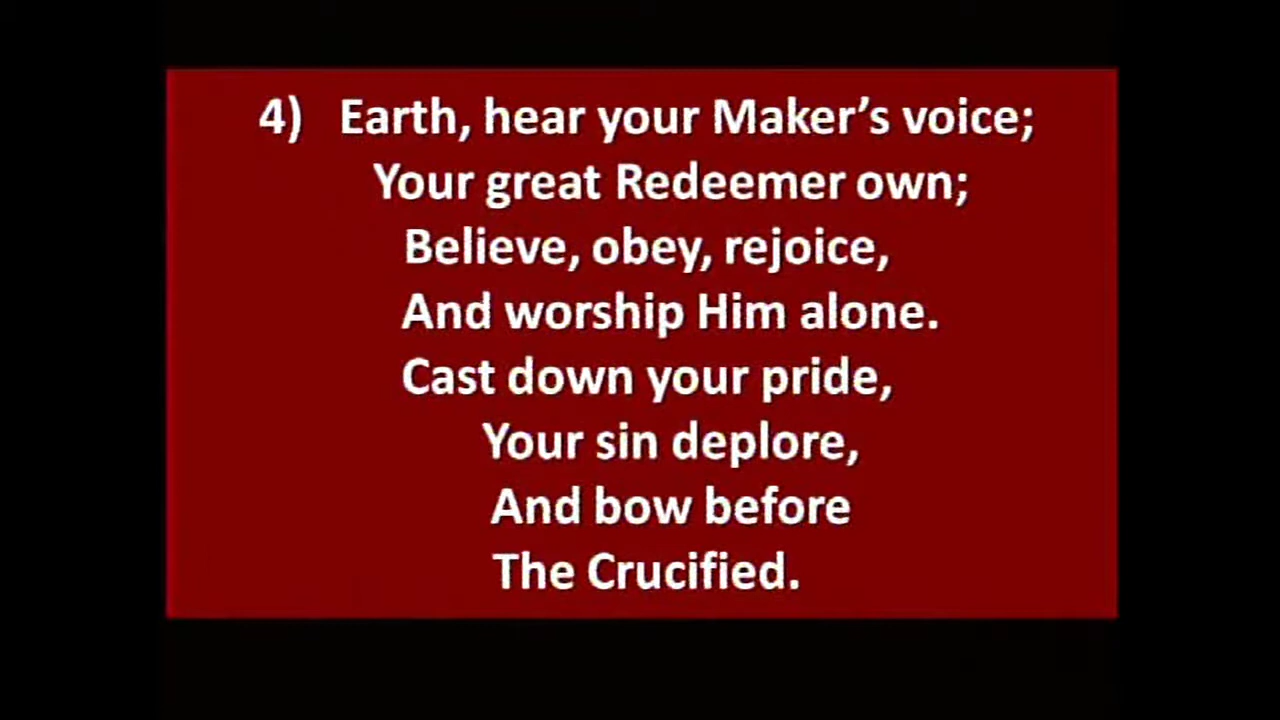 4) Earth, hear your Maker’s voice;
Your great Redeemer own;
Believe, obey, rejoice,
And worship Him alone.
Cast down your pride,
Your sin deplore,
And bow before
The Crucified.